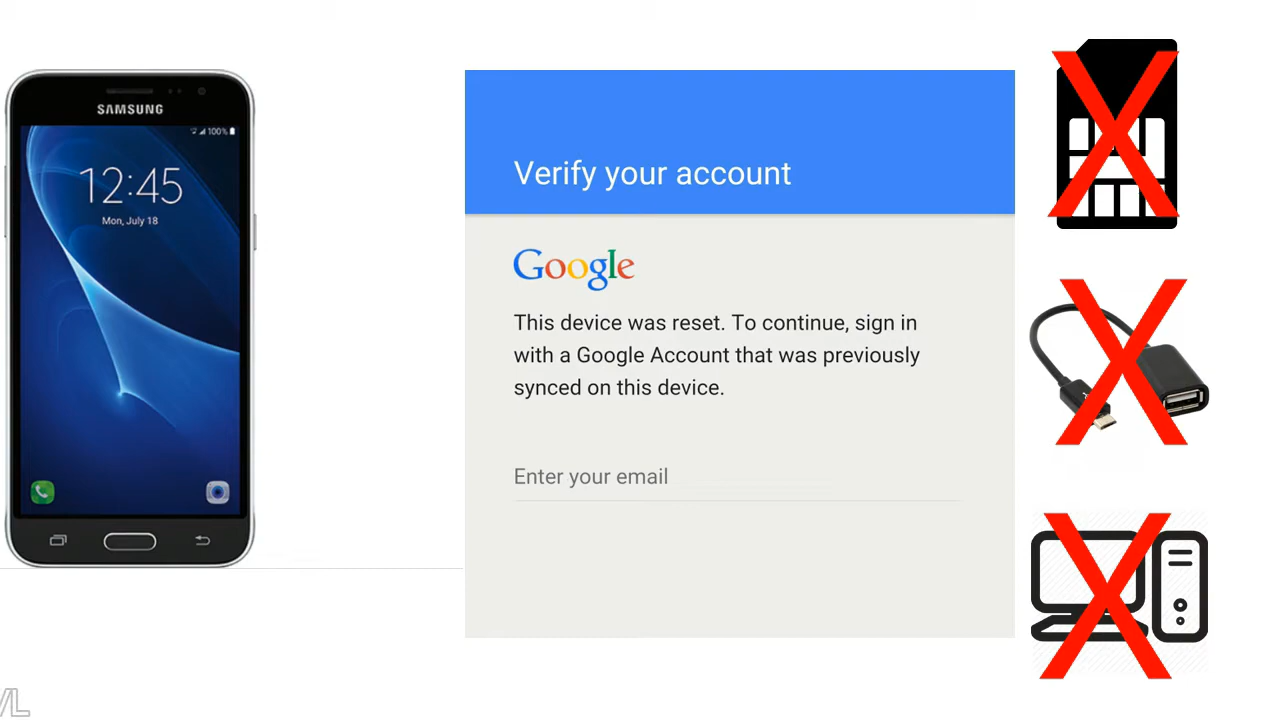 SAMSUNG
100%
12:45
Mon, July 18
Verify your account
Google
This device was reset. To continue, sign in
with a Google Account that was previously
synced on this device.
Enter your email